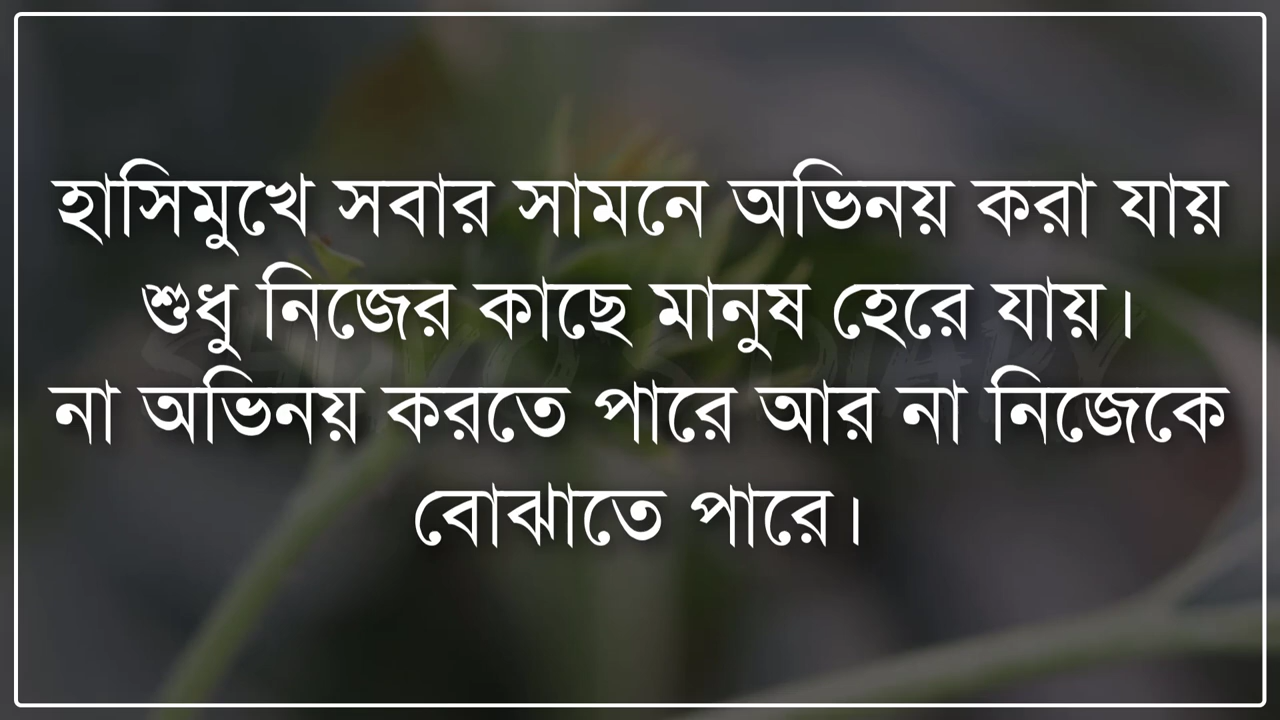 হাসিমুখে সবার সামনে অভিনয় করা যায়
শুধু নিজের কাছে মানুষ হেরে যায়।
না অভিনয় করতে পারে আর না নিজেকে
বোঝাতে পারে।